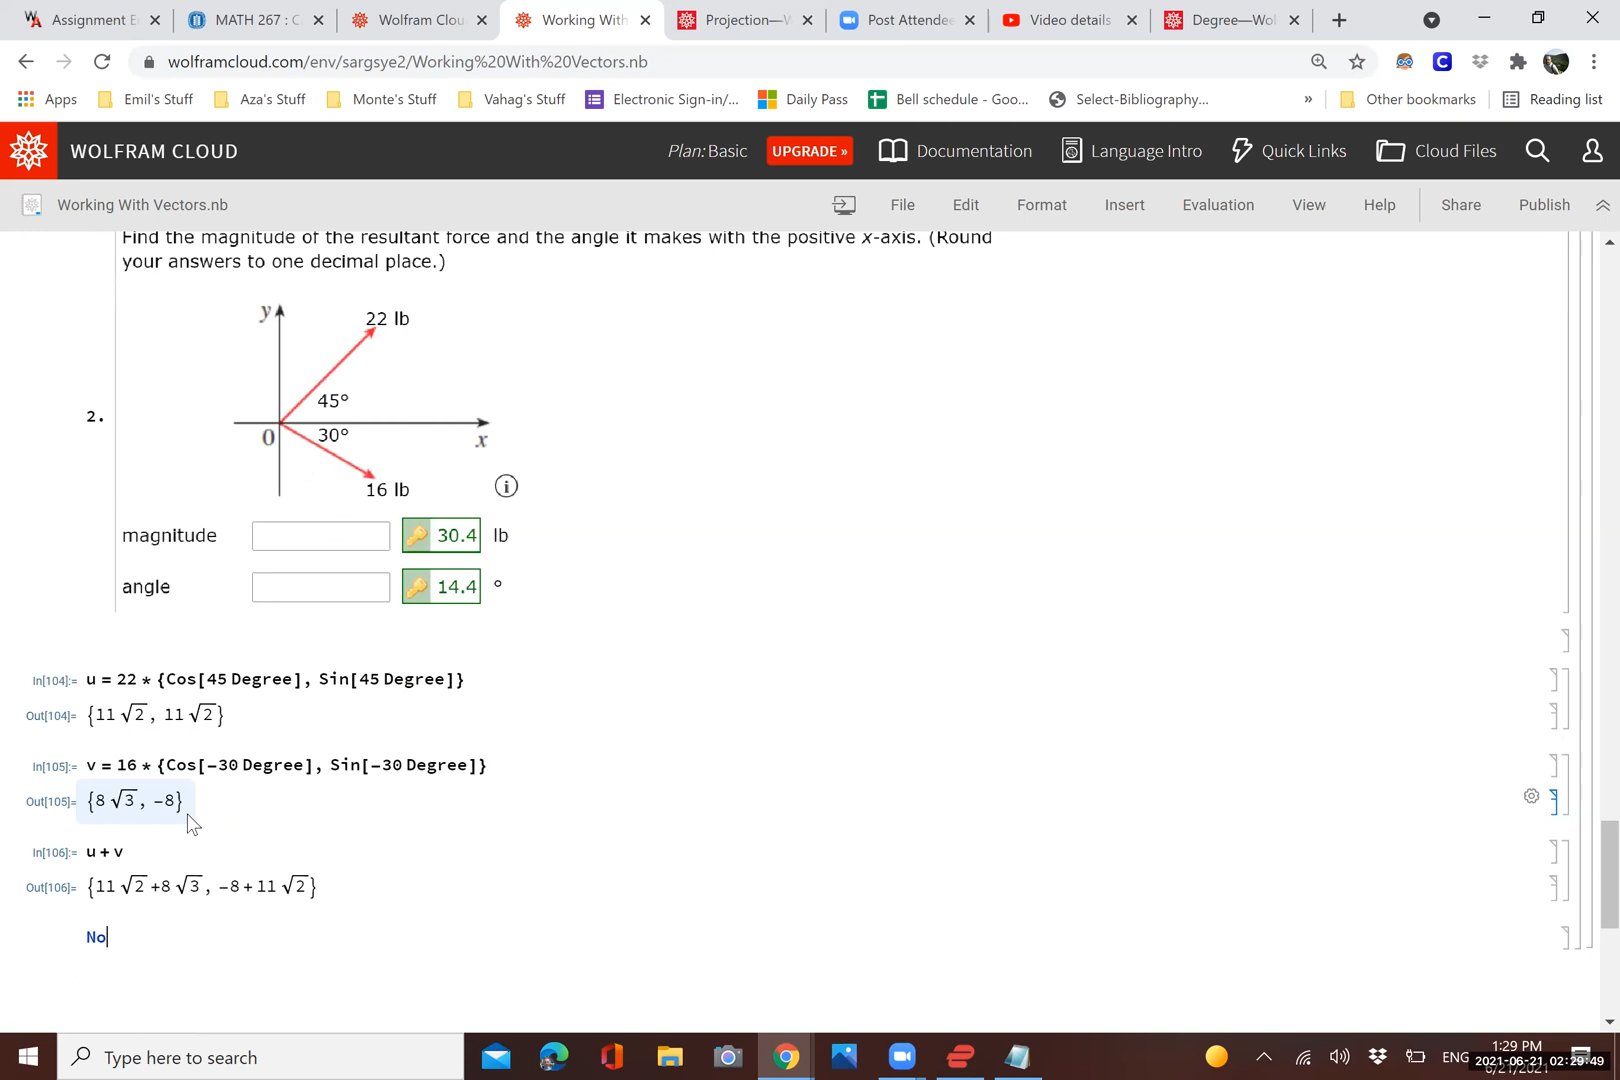 Assignment E
MATH 267 : C
Wolfram Clou
Working With
Projection—W
Post Attendee
Video details
Degree—Wol
wolframcloud.com/env/sargsye2/Working%20With%20Vectors.nb
Apps
Emil's Stuff
Aza's Stuff
Monte's Stuff
Vahag's Stuff
Electronic Sign-in/...
Daily Pass
Bell schedule - Goo...
Select-Bibliography...
»
Other bookmarks
Reading list
WOLFRAM CLOUD
Plan: Basic
UPGRADE »
Documentation
Language Intro
Quick Links
Cloud Files
Working With Vectors.nb
File
Edit
Format
Insert
Evaluation
View
Help
Share
Publish
Find the magnitude of the resultant force and the angle it makes with the positive x-axis. (Round
your answers to one decimal place.)
y
22 lb
45°
2.
0
30°
x
16 lb
i
magnitude
30.4
lb
angle
14.4
°
In[104]:= u = 22 * {Cos[45 Degree], Sin[45 Degree]}
Out[104]= {11 √2, 11 √2}
In[105]:= v = 16 * {Cos[-30 Degree], Sin[-30 Degree]}
Out[105]= {8 √3, -8}
In[106]:= u + v
Out[106]= {11 √2 +8 √3, -8 + 11 √2}
No
Type here to search
ENG
1:29 PM
2021-06-21 02:29:49